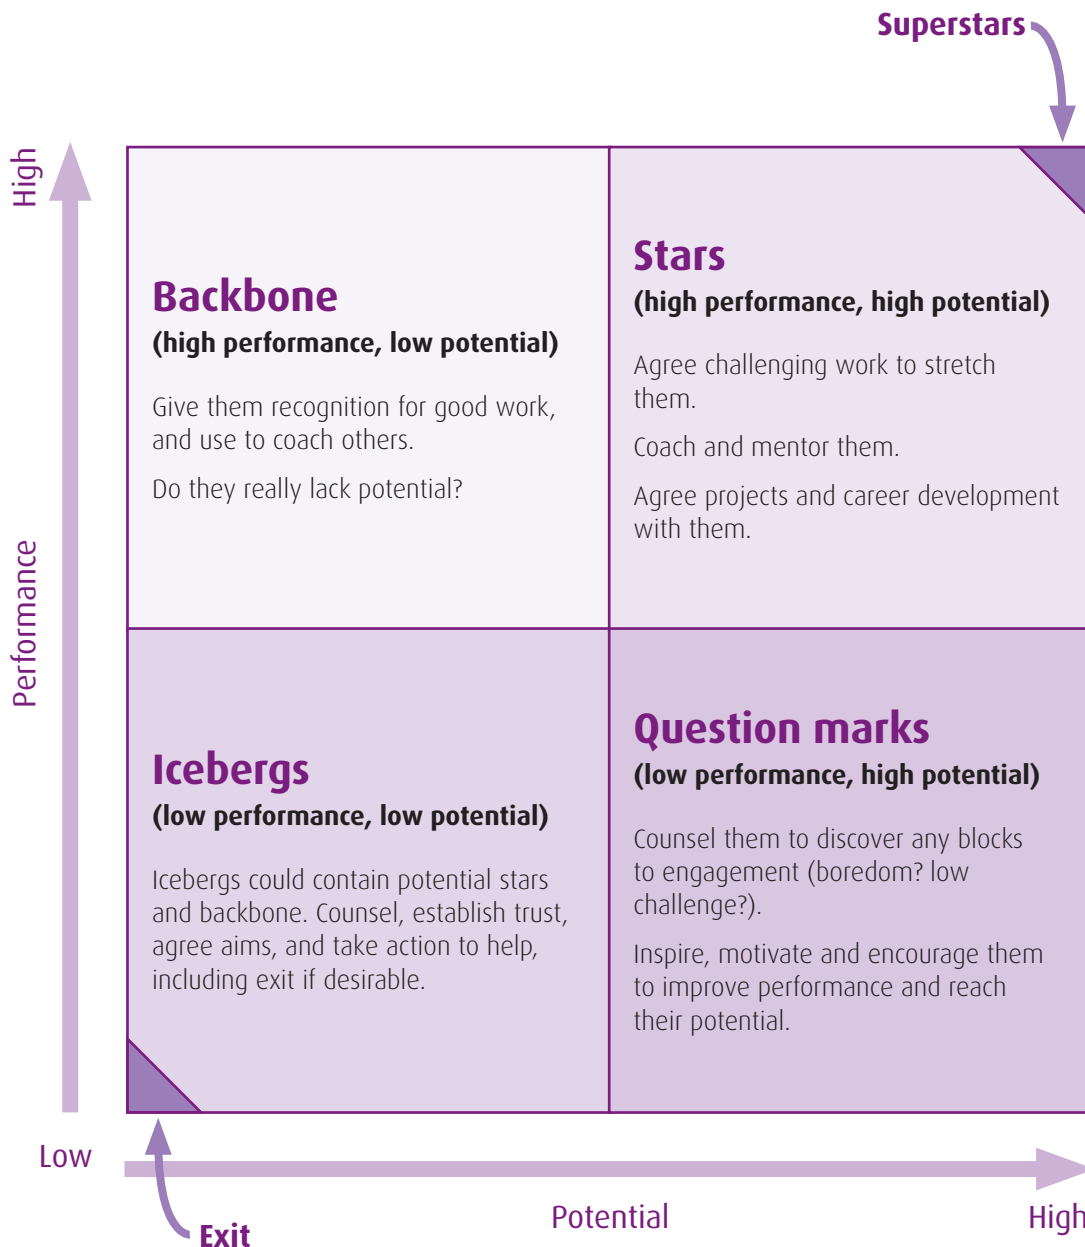 Superstars
High
Performance
Backbone
(high performance, low potential)
Give them recognition for good work,
and use to coach others.
Do they really lack potential?
Stars
(high performance, high potential)
Agree challenging work to stretch
them.
Coach and mentor them.
Agree projects and career development
with them.
Icebergs
(low performance, low potential)
Icebergs could contain potential stars
and backbone. Counsel, establish trust,
agree aims, and take action to help,
including exit if desirable.
Question marks
(low performance, high potential)
Counsel them to discover any blocks
to engagement (boredom? low
challenge?).
Inspire, motivate and encourage them
to improve performance and reach
their potential.
Low
Exit
Potential
High